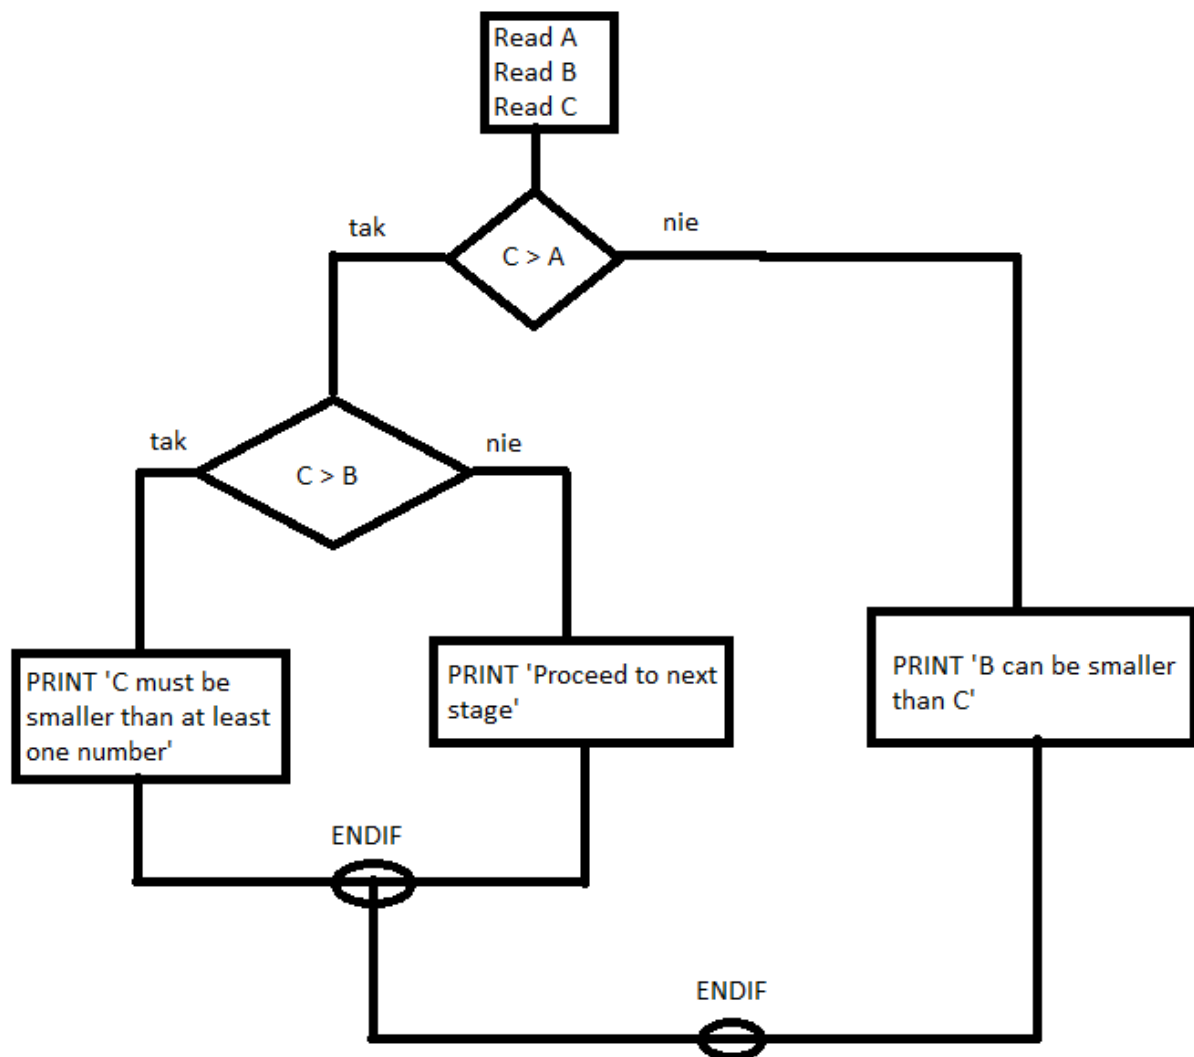 Read A
Read B
Read C
tak
nie
C > A
tak
nie
C > B
PRINT 'C must be
smaller than at least
one number'
PRINT 'Proceed to next
stage'
PRINT 'B can be smaller
than C'
ENDIF
ENDIF